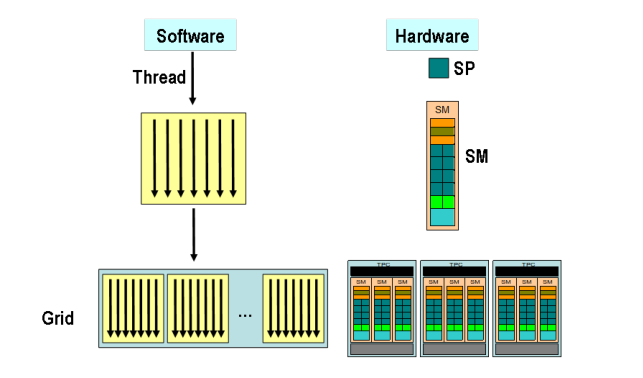 Software
Hardware
Thread
SP
SM
SM
...
Grid
TPC
TPC
TPC
SM SM SM
SM SM SM
SM SM SM